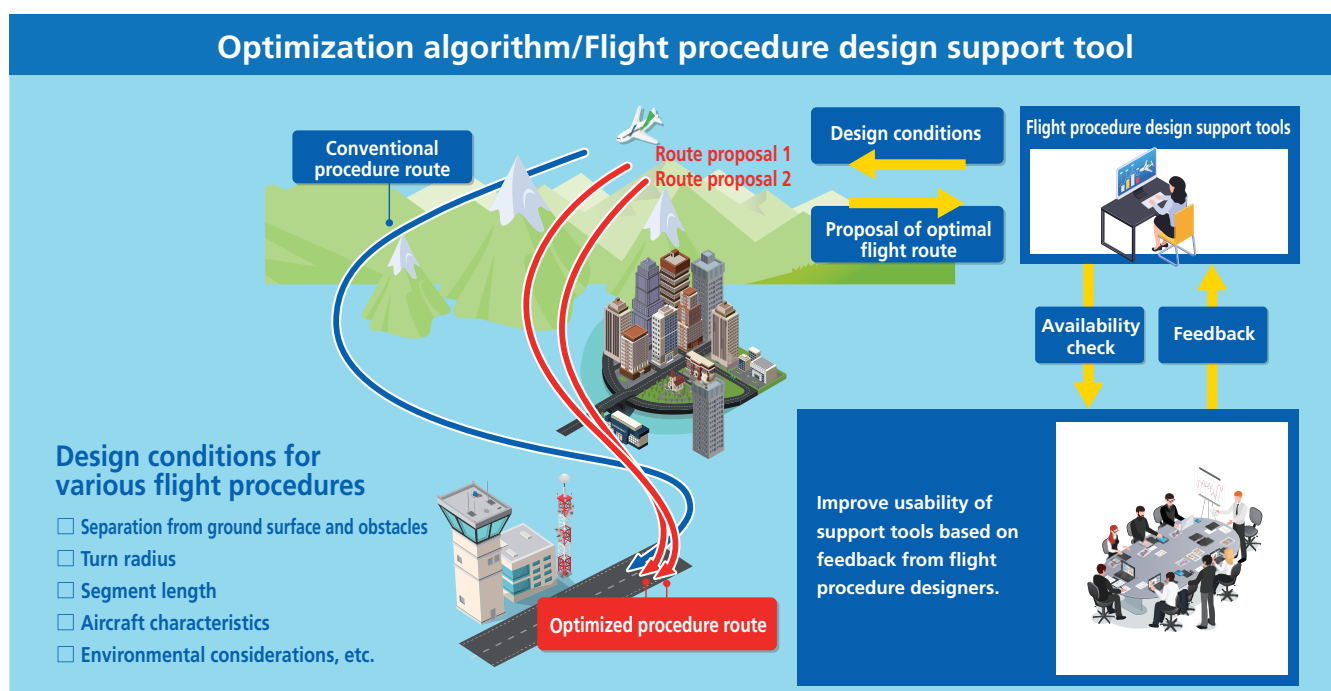 Optimization algorithm/Flight procedure design support tool
Conventional
procedure route
Route proposal 1
Route proposal 2
Design conditions
Proposal of optimal
flight route
Flight procedure design support tools
Availability
check
Feedback
Improve usability of
support tools based on
feedback from flight
procedure designers.
Design conditions for
various flight procedures
☐ Separation from ground surface and obstacles
☐ Turn radius
☐ Segment length
☐ Aircraft characteristics
☐ Environmental considerations, etc.
Optimized procedure route